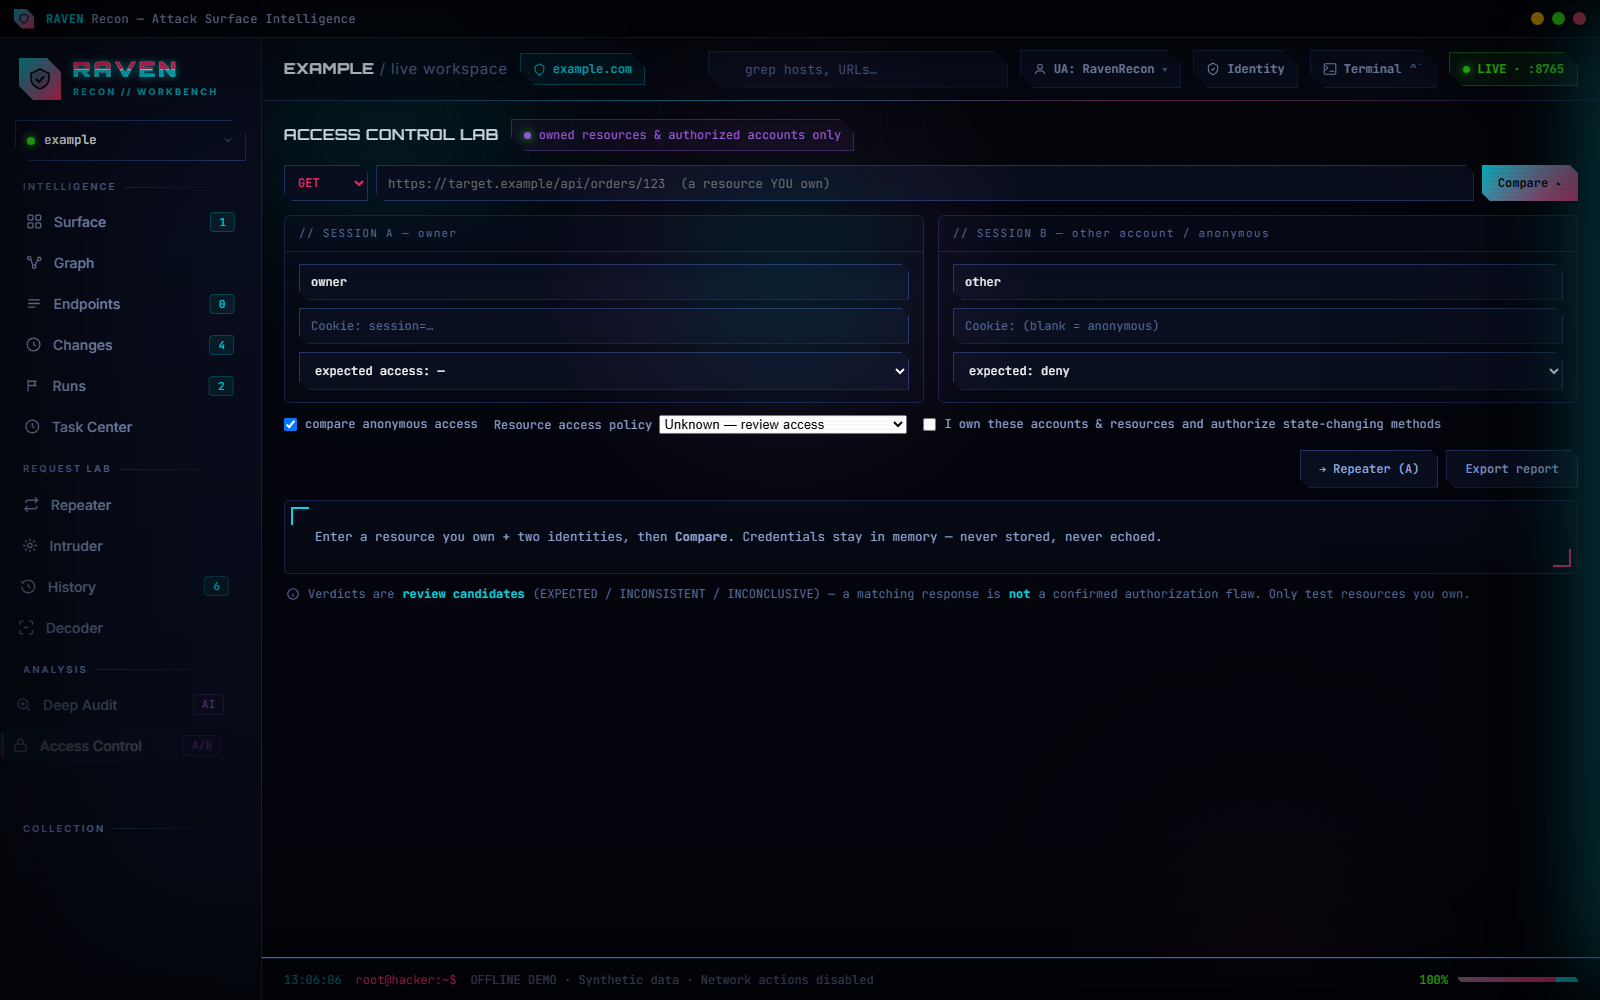 RAVEN Recon — Attack Surface Intelligence
RAVEN
RECON // WORKBENCH
example
INTELLIGENCE
Surface 1
Graph
Endpoints 0
Changes 4
Runs 2
Task Center
REQUEST LAB
Repeater
Intruder
History 6
Decoder
ANALYSIS
Deep Audit AI
Access Control A/B
COLLECTION
EXAMPLE / live workspace
example.com
grep hosts, URLs…
UA: RavenRecon ▾
Identity
Terminal ^`
LIVE · :8765
ACCESS CONTROL LAB
owned resources & authorized accounts only
GET
https://target.example/api/orders/123 (a resource YOU own)
Compare ▸
// SESSION A — owner
owner
Cookie: session=…
expected access: —
// SESSION B — other account / anonymous
other
Cookie: (blank = anonymous)
expected: deny
compare anonymous access
Resource access policy
Unknown — review access
I own these accounts & resources and authorize state-changing methods
→ Repeater (A)
Export report
Enter a resource you own + two identities, then Compare. Credentials stay in memory — never stored, never echoed.
Verdicts are review candidates (EXPECTED / INCONSISTENT / INCONCLUSIVE) — a matching response is not a confirmed authorization flaw. Only test resources you own.
13:06:06 root@hacker:~$ OFFLINE DEMO · Synthetic data · Network actions disabled
100%